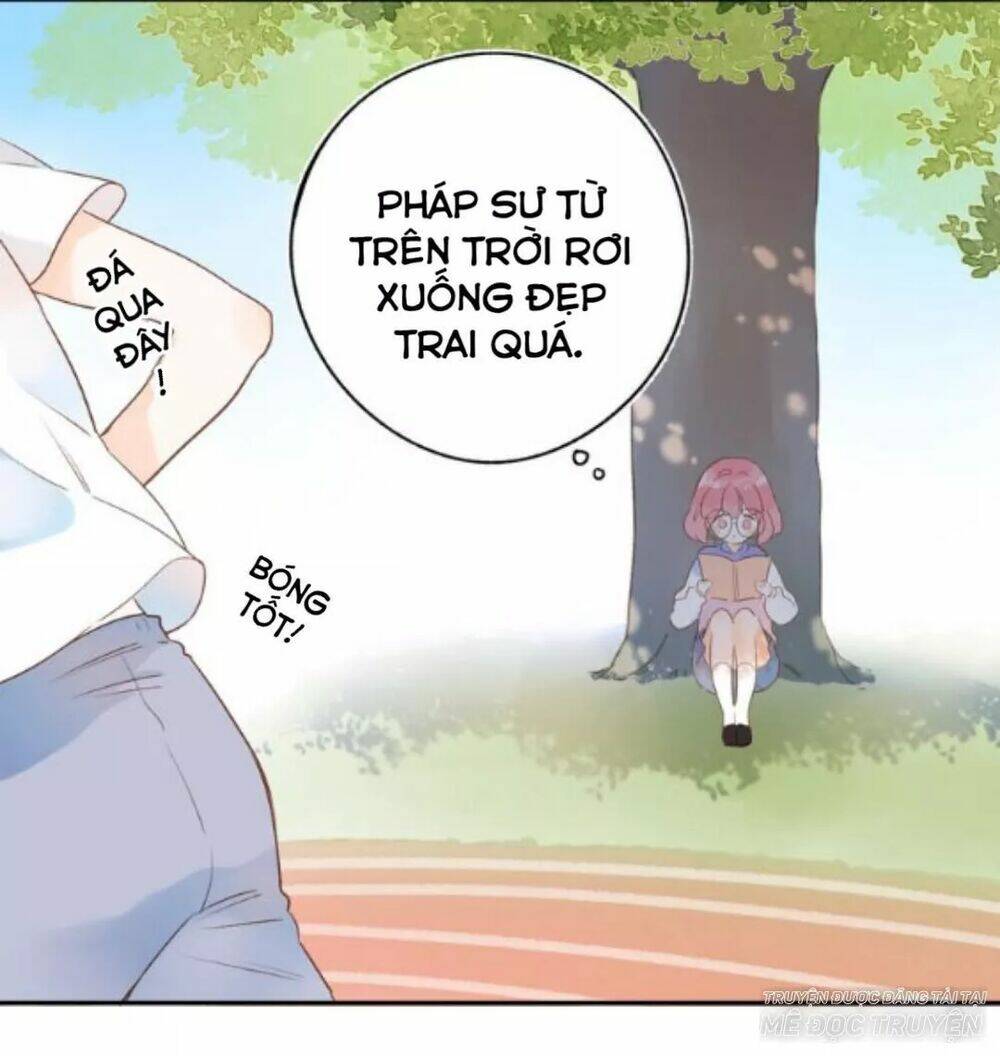 PHÁP SƯ TỪ
TRÊN TRỜI RƠI
XUỐNG ĐẸP
TRAI QUÁ.
ĐÁ
QUA
ĐÂY
!
BÓNG
TỐT!
TRUYỆN ĐƯỢC ĐĂNG TẢI TẠI
MÊ ĐỌC TRUYỆN